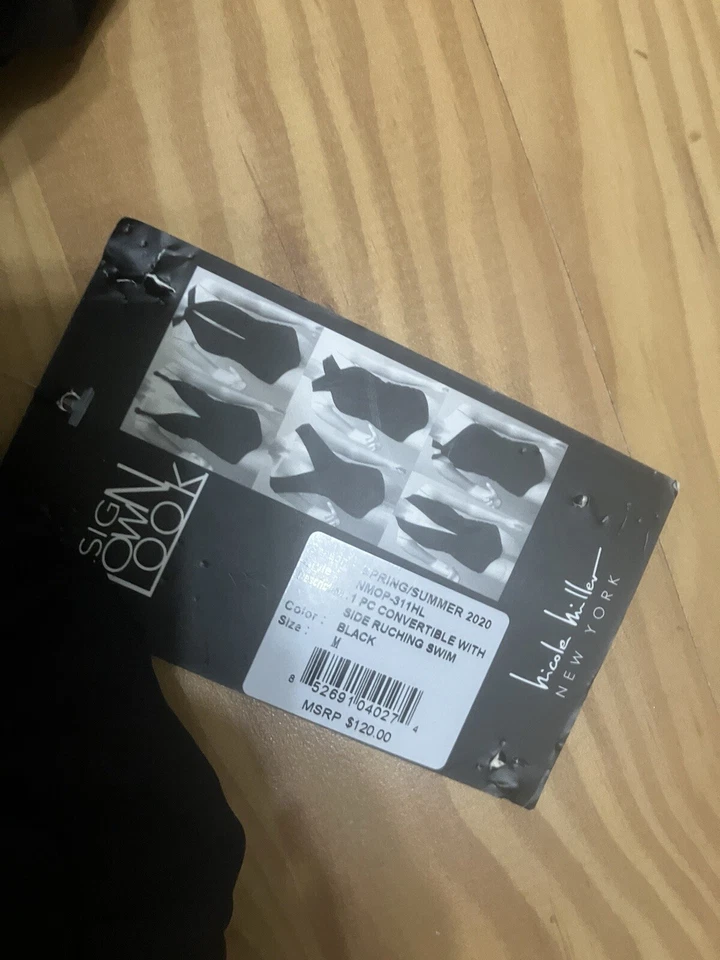 SIGN
OWN
LOOK
SPRING/SUMMER 2020
NMOP-311HL
1 PC CONVERTIBLE WITH
SIDE RUCHING SWIM
Color : BLACK
Size : M
8 52691 04027 4
MSRP $120.00
nicole miller
NEW YORK